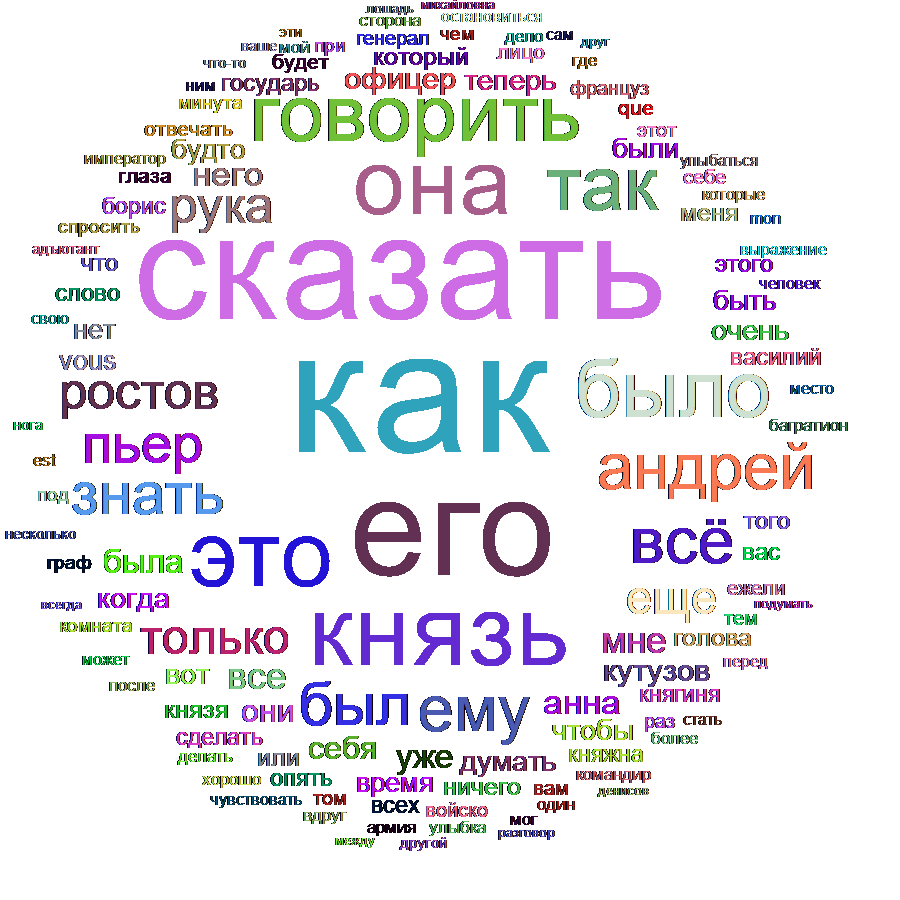 лошадь михайловна
сторона остановиться
эти генерал чем дело сам друг
ваше мой при который лицо где
что-то будет
ним государь офицер теперь француз
минута говорить que
отвечать этот
император будто были улыбаться
глаза него она так себе которые
борис рука меня mon
спросить
адъютант выражение
что сказать этого
слово человек
свою быть
нет очень
vous как василий
ростов было место
нога багратион
пьер андрей
est
под знать
несколько его всё того
граф была это вас
ежели
всегда когда еще подумать
комната тем
только князь мне голова
может перед
после вот все кутузов
княгиня
князя они был ему анна раз стать
сделать чтобы более
делать или себя уже думать княжна
хорошо опять время ничего командир
вам денисов
чувствовать том всех войско один
вдруг мог
армия улыбка разговор
между другой